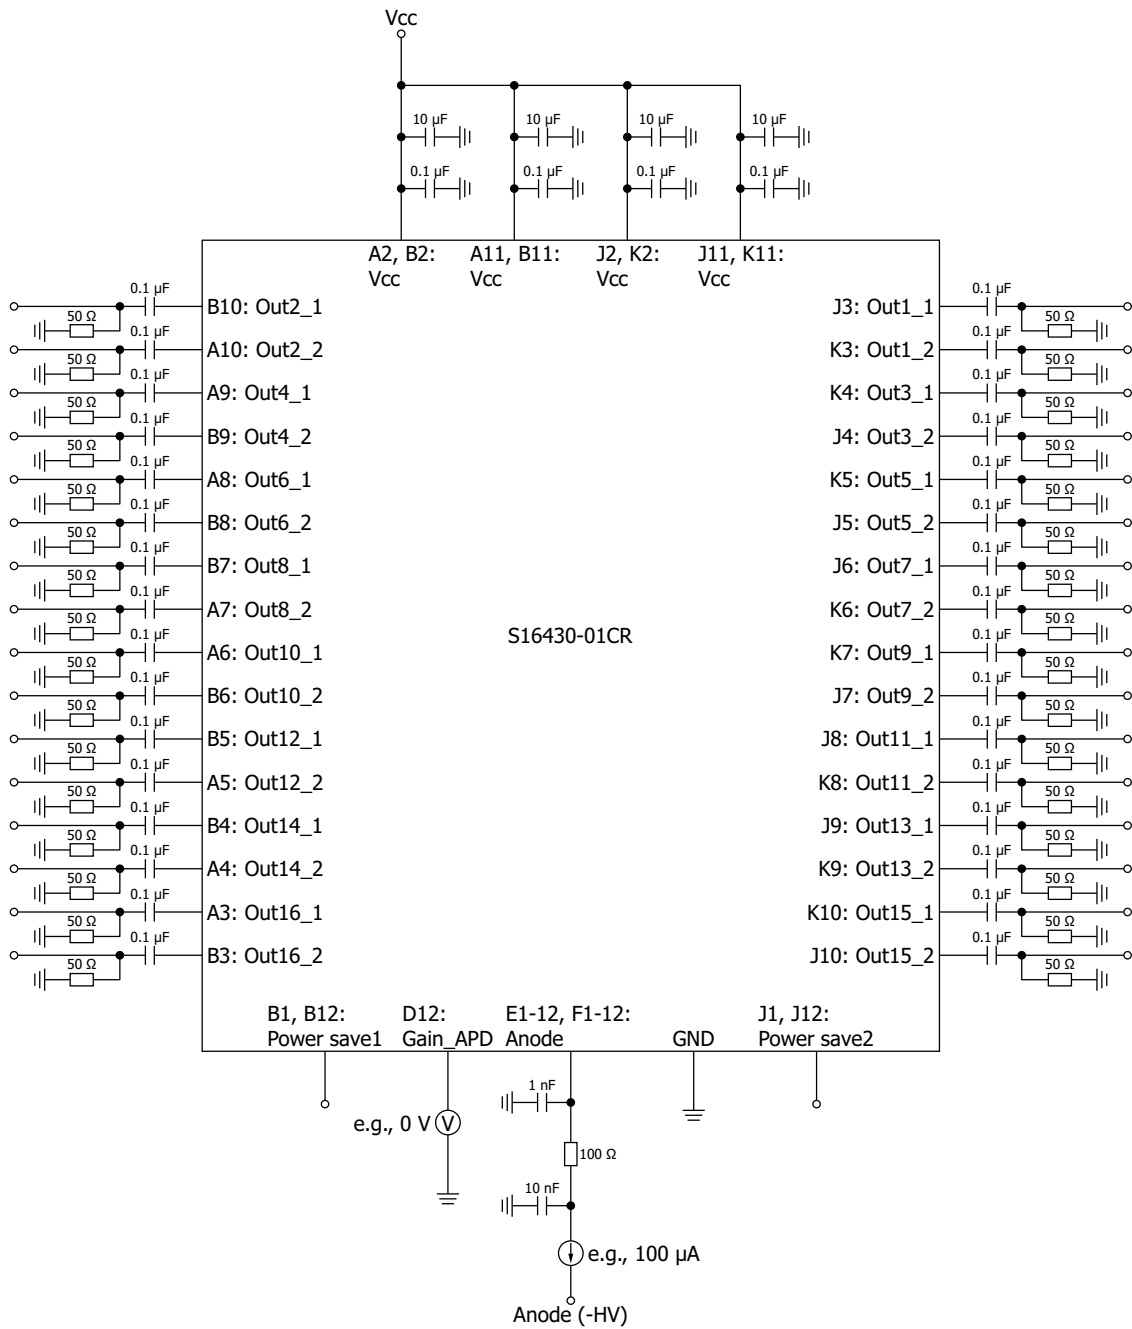 Vcc
10 µF 10 µF 10 µF 10 µF
0.1 µF 0.1 µF 0.1 µF 0.1 µF
A2, B2: A11, B11: J2, K2: J11, K11:
Vcc Vcc Vcc Vcc
0.1 µF 0.1 µF
B10: Out2_1 J3: Out1_1
50 Ω 50 Ω
0.1 µF 0.1 µF
A10: Out2_2 K3: Out1_2
50 Ω 50 Ω
0.1 µF 0.1 µF
A9: Out4_1 K4: Out3_1
50 Ω 50 Ω
0.1 µF 0.1 µF
B9: Out4_2 J4: Out3_2
50 Ω 50 Ω
0.1 µF 0.1 µF
A8: Out6_1 K5: Out5_1
50 Ω 50 Ω
0.1 µF 0.1 µF
B8: Out6_2 J5: Out5_2
50 Ω 50 Ω
0.1 µF 0.1 µF
B7: Out8_1 J6: Out7_1
50 Ω 50 Ω
0.1 µF 0.1 µF
A7: Out8_2 K6: Out7_2
50 Ω 50 Ω
S16430-01CR
0.1 µF 0.1 µF
A6: Out10_1 K7: Out9_1
50 Ω 50 Ω
0.1 µF 0.1 µF
B6: Out10_2 J7: Out9_2
50 Ω 50 Ω
0.1 µF 0.1 µF
B5: Out12_1 J8: Out11_1
50 Ω 50 Ω
0.1 µF 0.1 µF
A5: Out12_2 K8: Out11_2
50 Ω 50 Ω
0.1 µF 0.1 µF
B4: Out14_1 J9: Out13_1
50 Ω 50 Ω
0.1 µF 0.1 µF
A4: Out14_2 K9: Out13_2
50 Ω 50 Ω
0.1 µF 0.1 µF
A3: Out16_1 K10: Out15_1
50 Ω 50 Ω
0.1 µF 0.1 µF
B3: Out16_2 J10: Out15_2
50 Ω 50 Ω
B1, B12: D12: E1-12, F1-12: J1, J12:
Power save1 Gain_APD Anode GND Power save2
1 nF
e.g., 0 V V
100 Ω
10 nF
e.g., 100 µA
Anode (-HV)